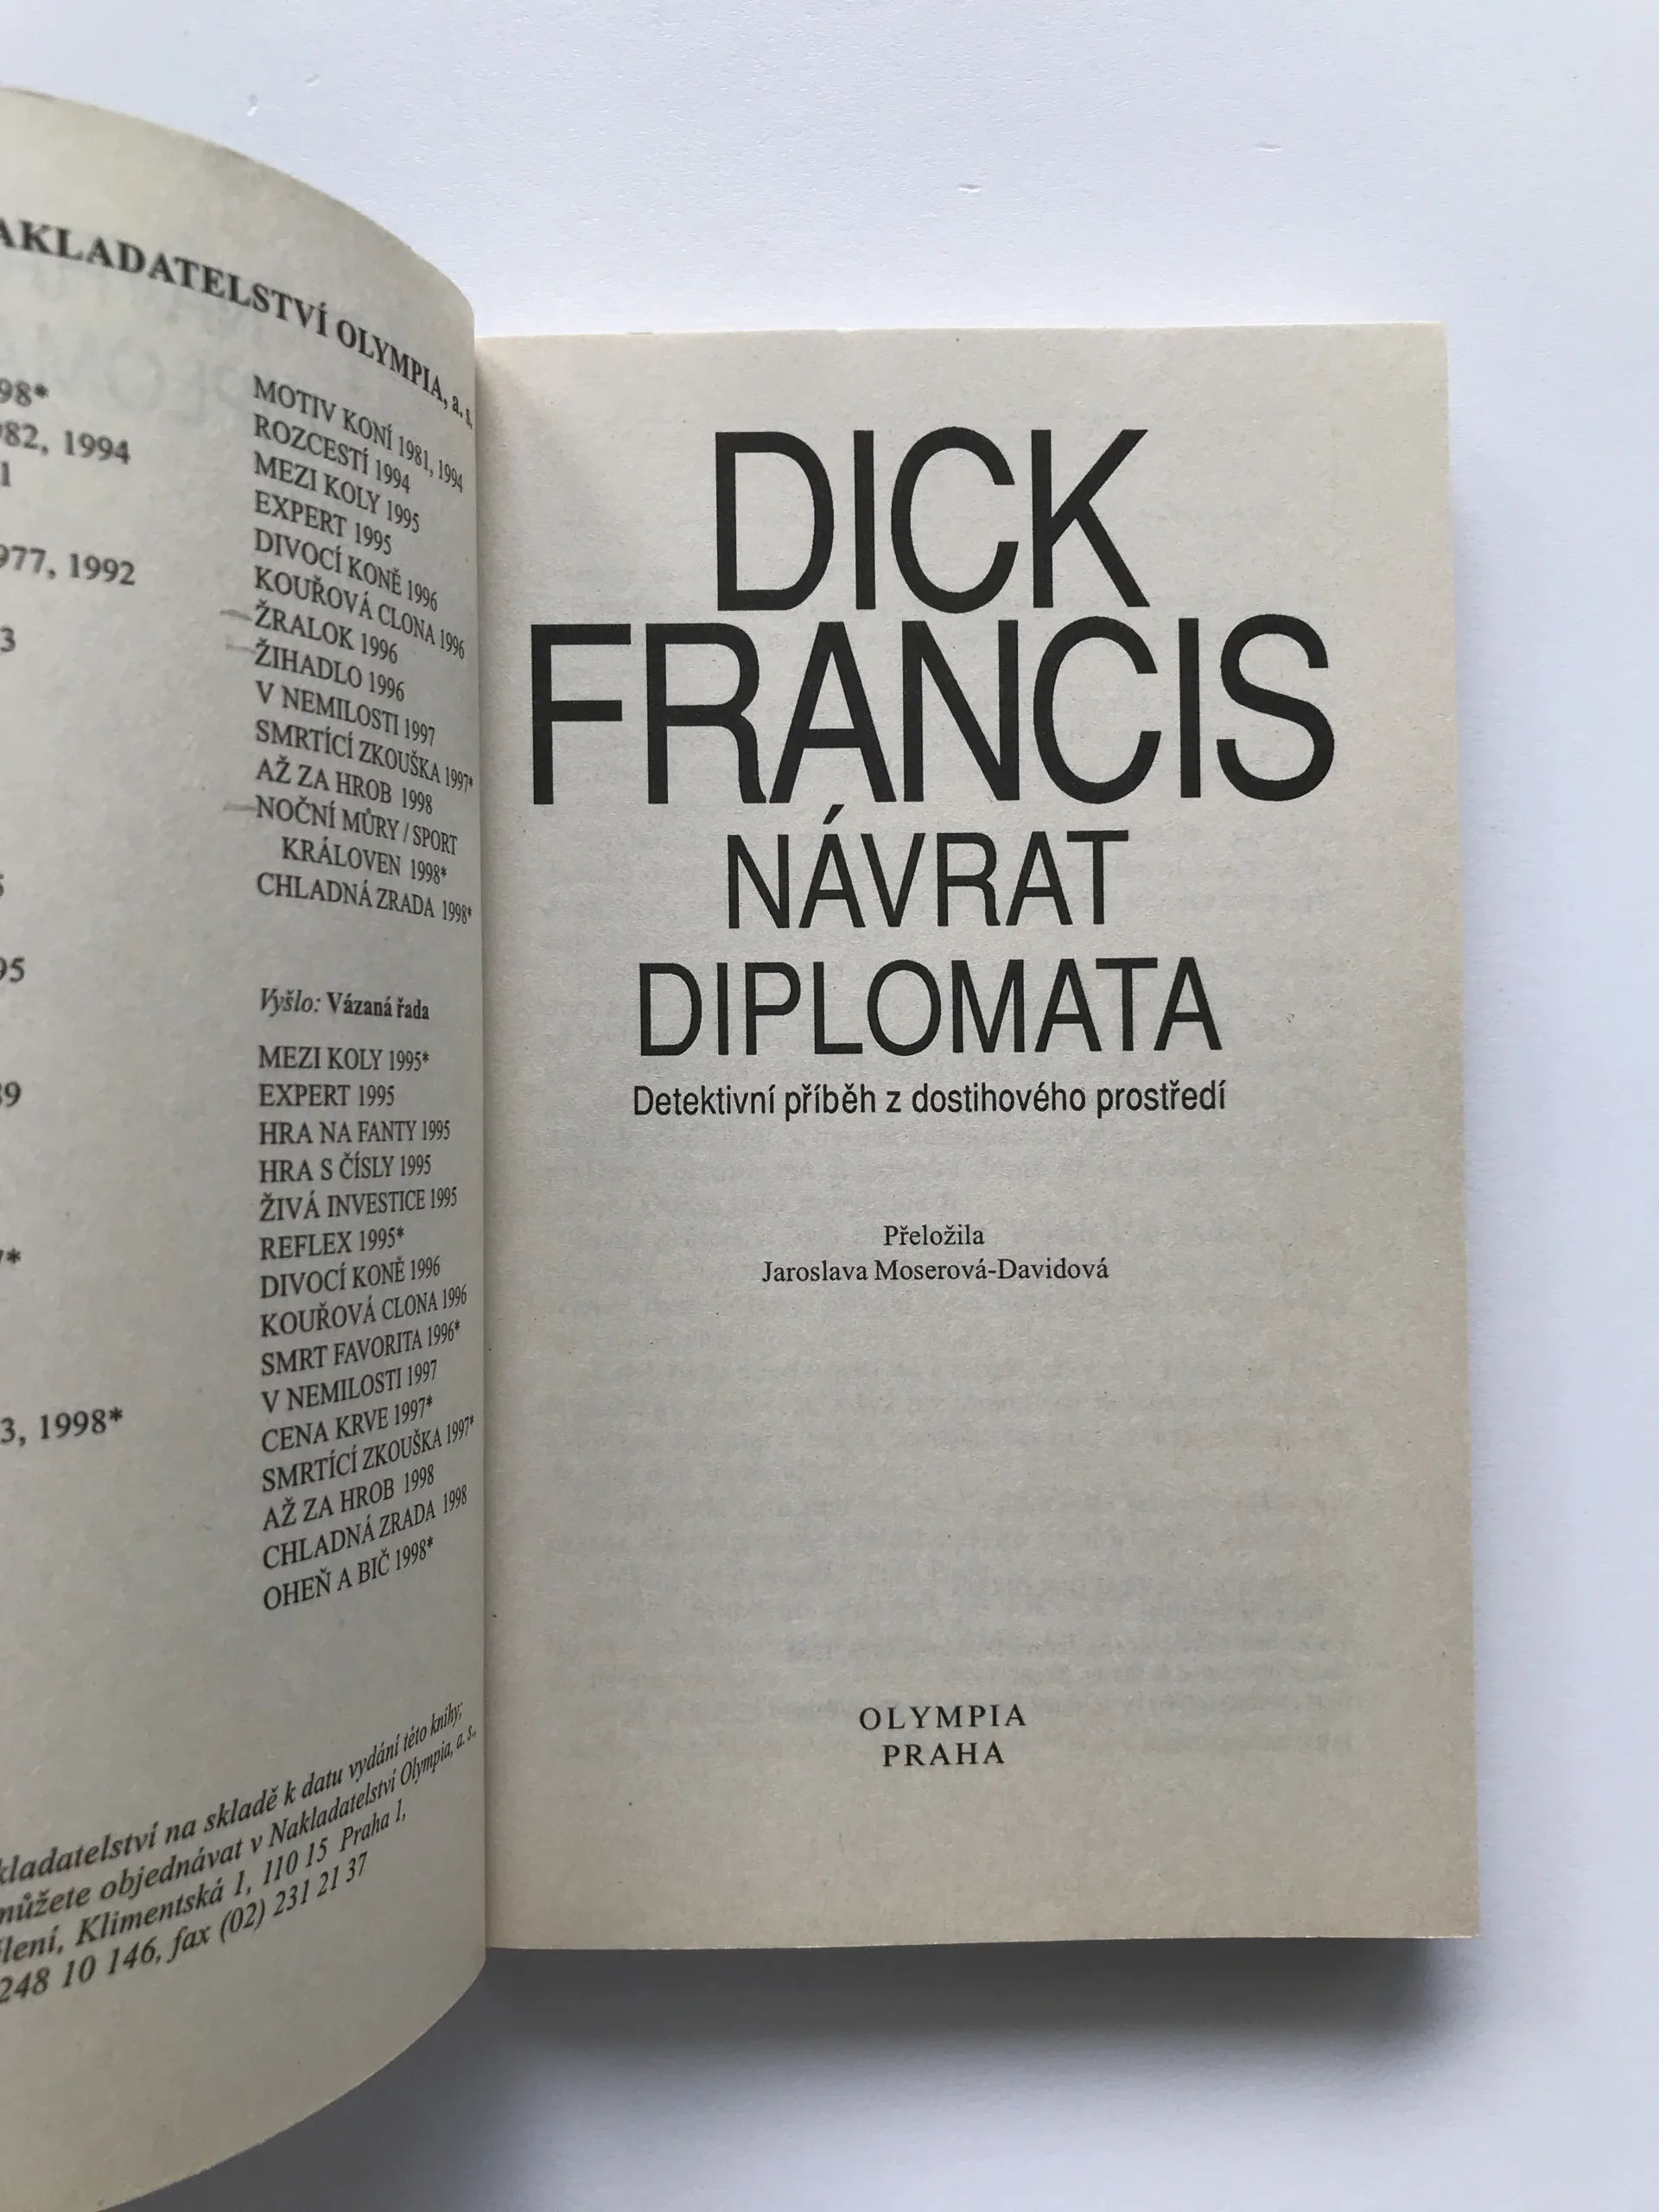 OLYMPIA, a. s.
98*
1994
1992
95
1998*
MOTIV KONÍ 1981, 1994
ROZCESTÍ 1994
MEZI KOLY 1995
EXPERT 1995
DIVOCÍ KONĚ 1996
KOUŘOVÁ CLONA 1996
ŽRALOK 1996
ŽIHADLO 1996
V NEMILOSTI 1997
SMRTÍCÍ ZKOUŠKA 1997*
AŽ ZA HROB 1998
NOČNÍ MŮRY / SPORT
KRÁLOVEN 1998*
CHLADNÁ ZRADA 1998*
Vyšlo: Vázaná řada
MEZI KOLY 1995*
EXPERT 1995
HRA NA FANTY 1995
HRA S ČÍSLY 1995
ŽIVÁ INVESTICE 1995
REFLEX 1995*
DIVOCÍ KONĚ 1996
KOUŘOVÁ CLONA 1996
SMRT FAVORITA 1996*
V NEMILOSTI 1997
CENA KRVE 1997*
SMRTÍCÍ ZKOUŠKA 1997*
AŽ ZA HROB 1998
CHLADNÁ ZRADA 1998
OHEŇ A BIČ 1998*
na skladě k datu vydání této knihy;
můžete objednávat v Nakladatelství Olympia, a. s.,
Klimentská 1, 110 15 Praha 1,
248 10 146, fax (02) 231 21 37
DICK
FRANCIS
NÁVRAT
DIPLOMATA
Detektivní příběh z dostihového prostředí
Přeložila
Jaroslava Moserová-Davidová
OLYMPIA
PRAHA